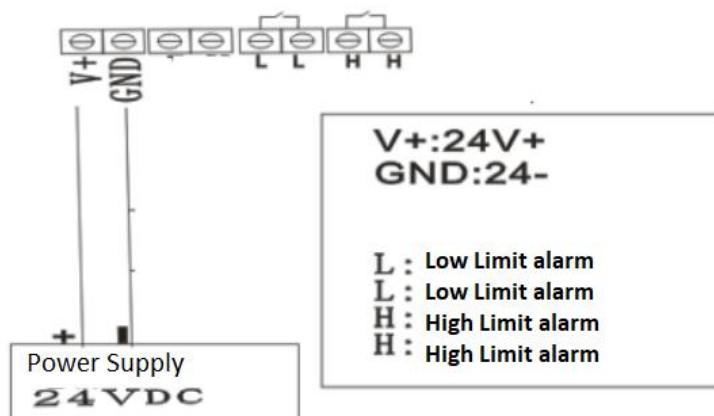 L L H H
V+
GND
V+:24V+
GND:24-
L : Low Limit alarm
L : Low Limit alarm
H : High Limit alarm
H : High Limit alarm
+
Power Supply
24VDC